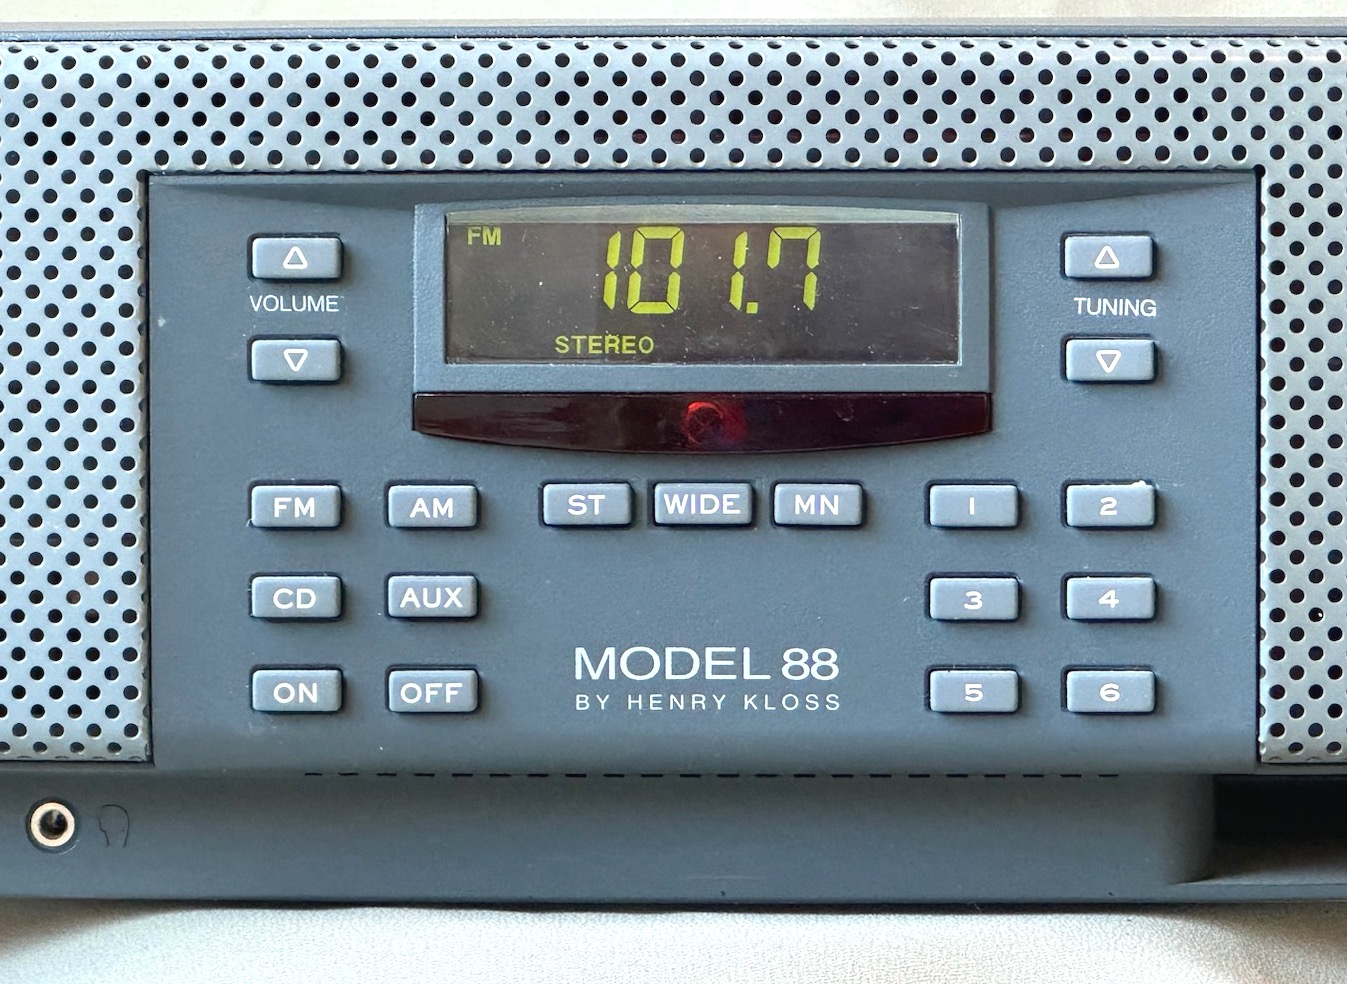 FM
101.7
STEREO
VOLUME
TUNING
FM AM ST WIDE MN 1 2
CD AUX 3 4
MODEL 88
ON OFF BY HENRY KLOSS 5 6